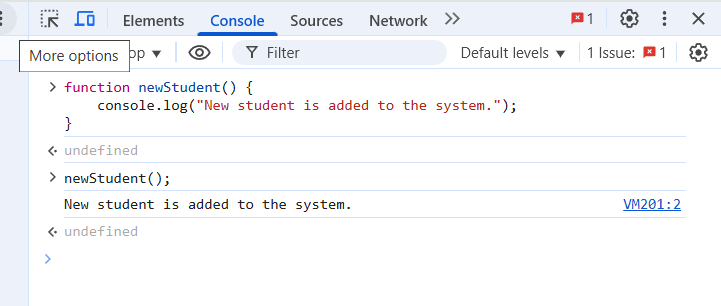 Elements Console Sources Network 1
More options op Filter Default levels 1 Issue: 1
function newStudent() {
    console.log("New student is added to the system.");
}
undefined
newStudent();
New student is added to the system. VM201:2
undefined